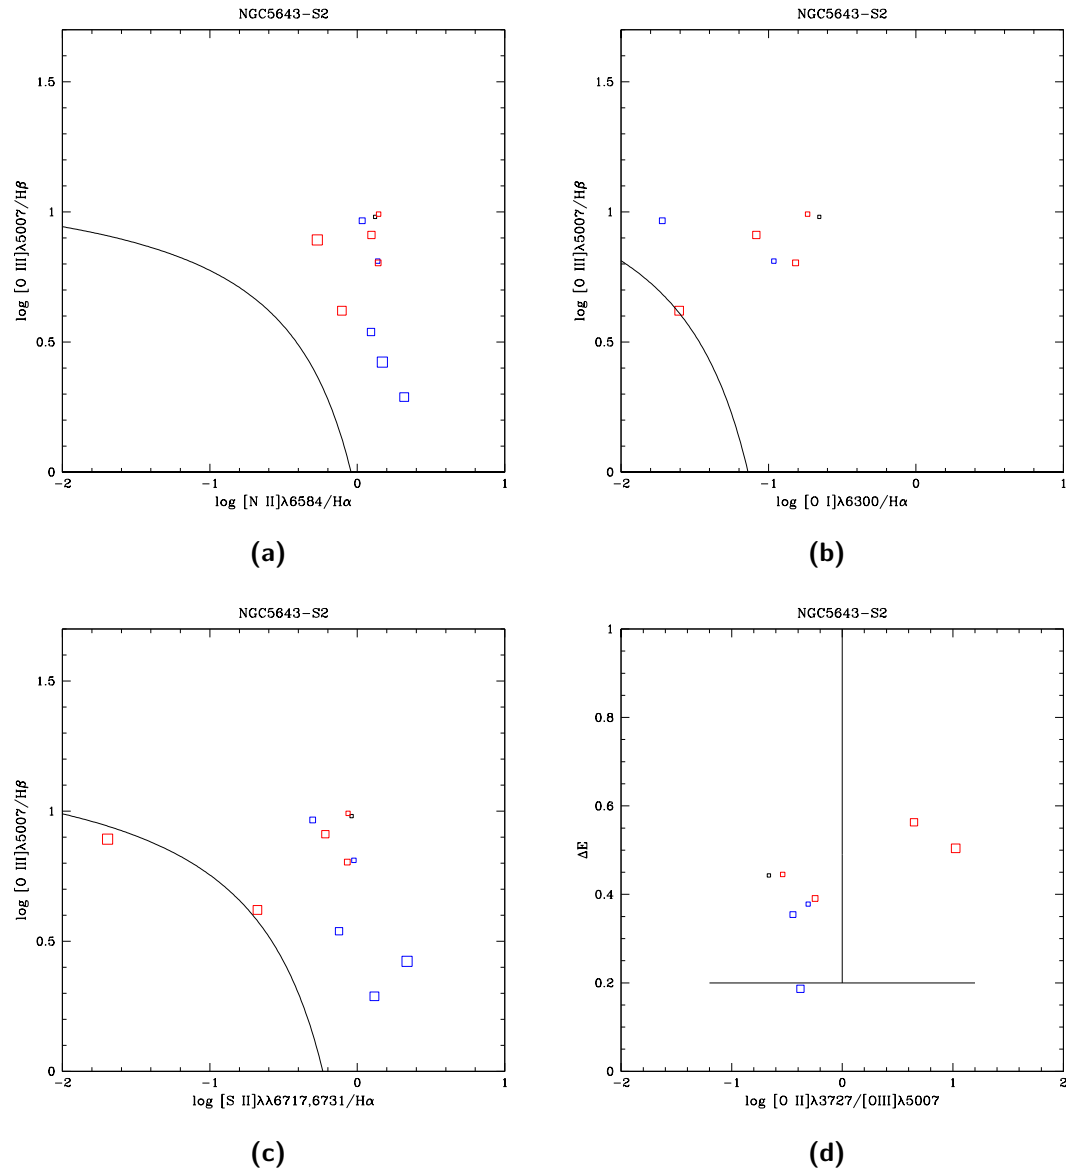 NGC5643-S2
NGC5643-S2
1.5
1
0.5
0
log [O III]λ5007/Hβ
-2
-1
0
1
log [N II]λ6584/Hα
1.5
1
0.5
0
log [O III]λ5007/Hβ
-2
-1
0
1
log [O I]λ6300/Hα
(a)
(b)
NGC5643-S2
NGC5643-S2
1.5
1
0.5
0
log [O III]λ5007/Hβ
-2
-1
0
1
log [S II]λλ6717,6731/Hα
1
0.8
0.6
0.4
0.2
0
ΔE
-2
-1
0
1
2
log [O II]λ3727/[OIII]λ5007
(c)
(d)